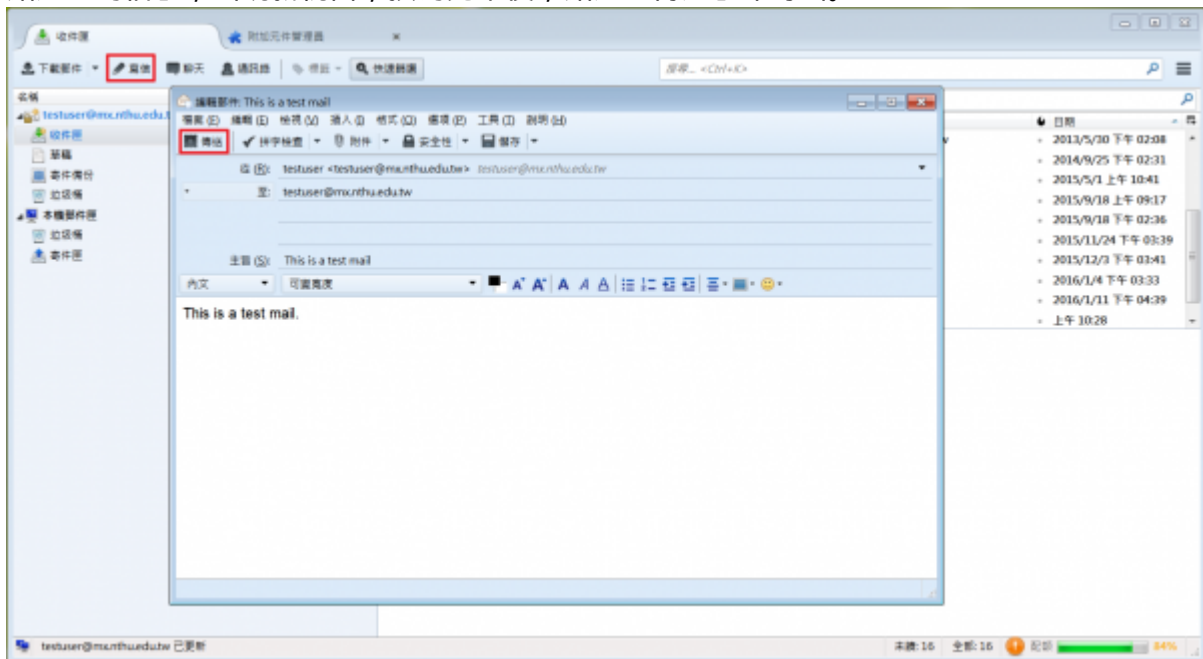 收件匣 附加元件管理員
下載郵件 寫信 聊天 通訊錄 標籤 快速篩選 搜尋... <Ctrl+K>
名稱
testuser@mx.nthu.edu.t
收件匣
草稿
寄件備份
垃圾桶
本機郵件匣
垃圾桶
寄件匣
編輯郵件: This is a test mail
檔案(F) 編輯(E) 檢視(V) 插入(I) 格式(O) 選項(P) 工具(T) 說明(H)
傳送 拼字檢查 附件 安全性 儲存
從(R): testuser <testuser@mx.nthu.edu.tw> testuser@mx.nthu.edu.tw
至: testuser@mx.nthu.edu.tw
主旨(S): This is a test mail
內文 可變寬度
This is a test mail.
日期
2013/5/30 下午 02:08
2014/9/25 下午 02:31
2015/5/1 上午 10:41
2015/9/18 上午 09:17
2015/9/18 下午 02:36
2015/11/24 下午 03:39
2015/12/3 下午 03:41
2016/1/4 下午 03:33
2016/1/11 下午 04:39
上午 10:28
testuser@mx.nthu.edu.tw 已更新 未讀: 16 全部: 16 配額 84%